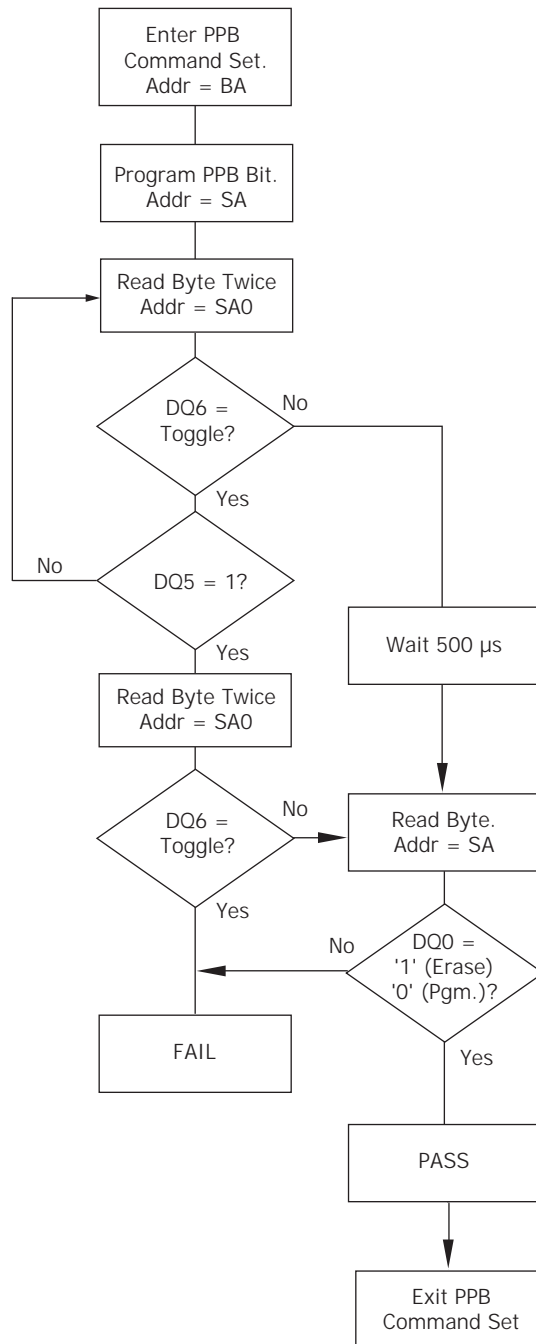 Enter PPB
Command Set.
Addr = BA
Program PPB Bit.
Addr = SA
Read Byte Twice
Addr = SA0
DQ6 =
Toggle?
No
Yes
DQ5 = 1?
No
Yes
Wait 500 µs
Read Byte Twice
Addr = SA0
DQ6 =
Toggle?
No
Yes
Read Byte.
Addr = SA
DQ0 =
'1' (Erase)
'0' (Pgm.)?
No
Yes
FAIL
PASS
Exit PPB
Command Set